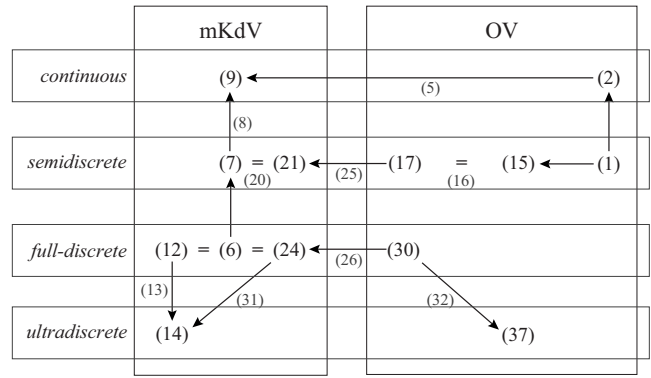 mKdV OV
continuous (9) (2)
(5)
(8)
semidiscrete (7) = (21) (17) = (15) (1)
(20) (25) (16)
full-discrete (12) = (6) = (24) (30)
(26)
(13) (31) (32)
ultradiscrete (14) (37)